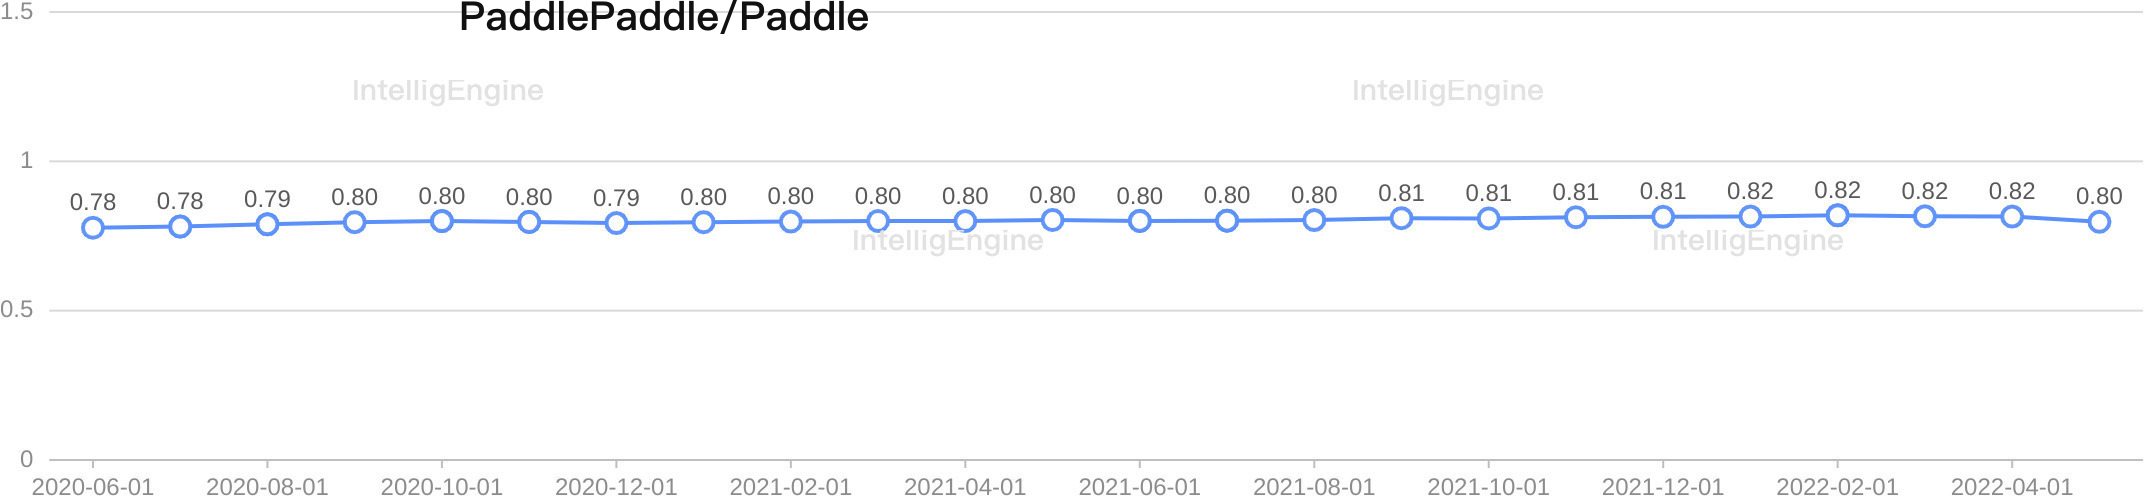 PaddlePaddle/Paddle
1.5
IntelligEngine IntelligEngine
1
0.78 0.78 0.79 0.80 0.80 0.80 0.79 0.80 0.80 0.80 0.80 0.80 0.80 0.80 0.80 0.81 0.81 0.81 0.81 0.82 0.82 0.82 0.82 0.80
IntelligEngine IntelligEngine
0.5
0
2020-06-01 2020-08-01 2020-10-01 2020-12-01 2021-02-01 2021-04-01 2021-06-01 2021-08-01 2021-10-01 2021-12-01 2022-02-01 2022-04-01